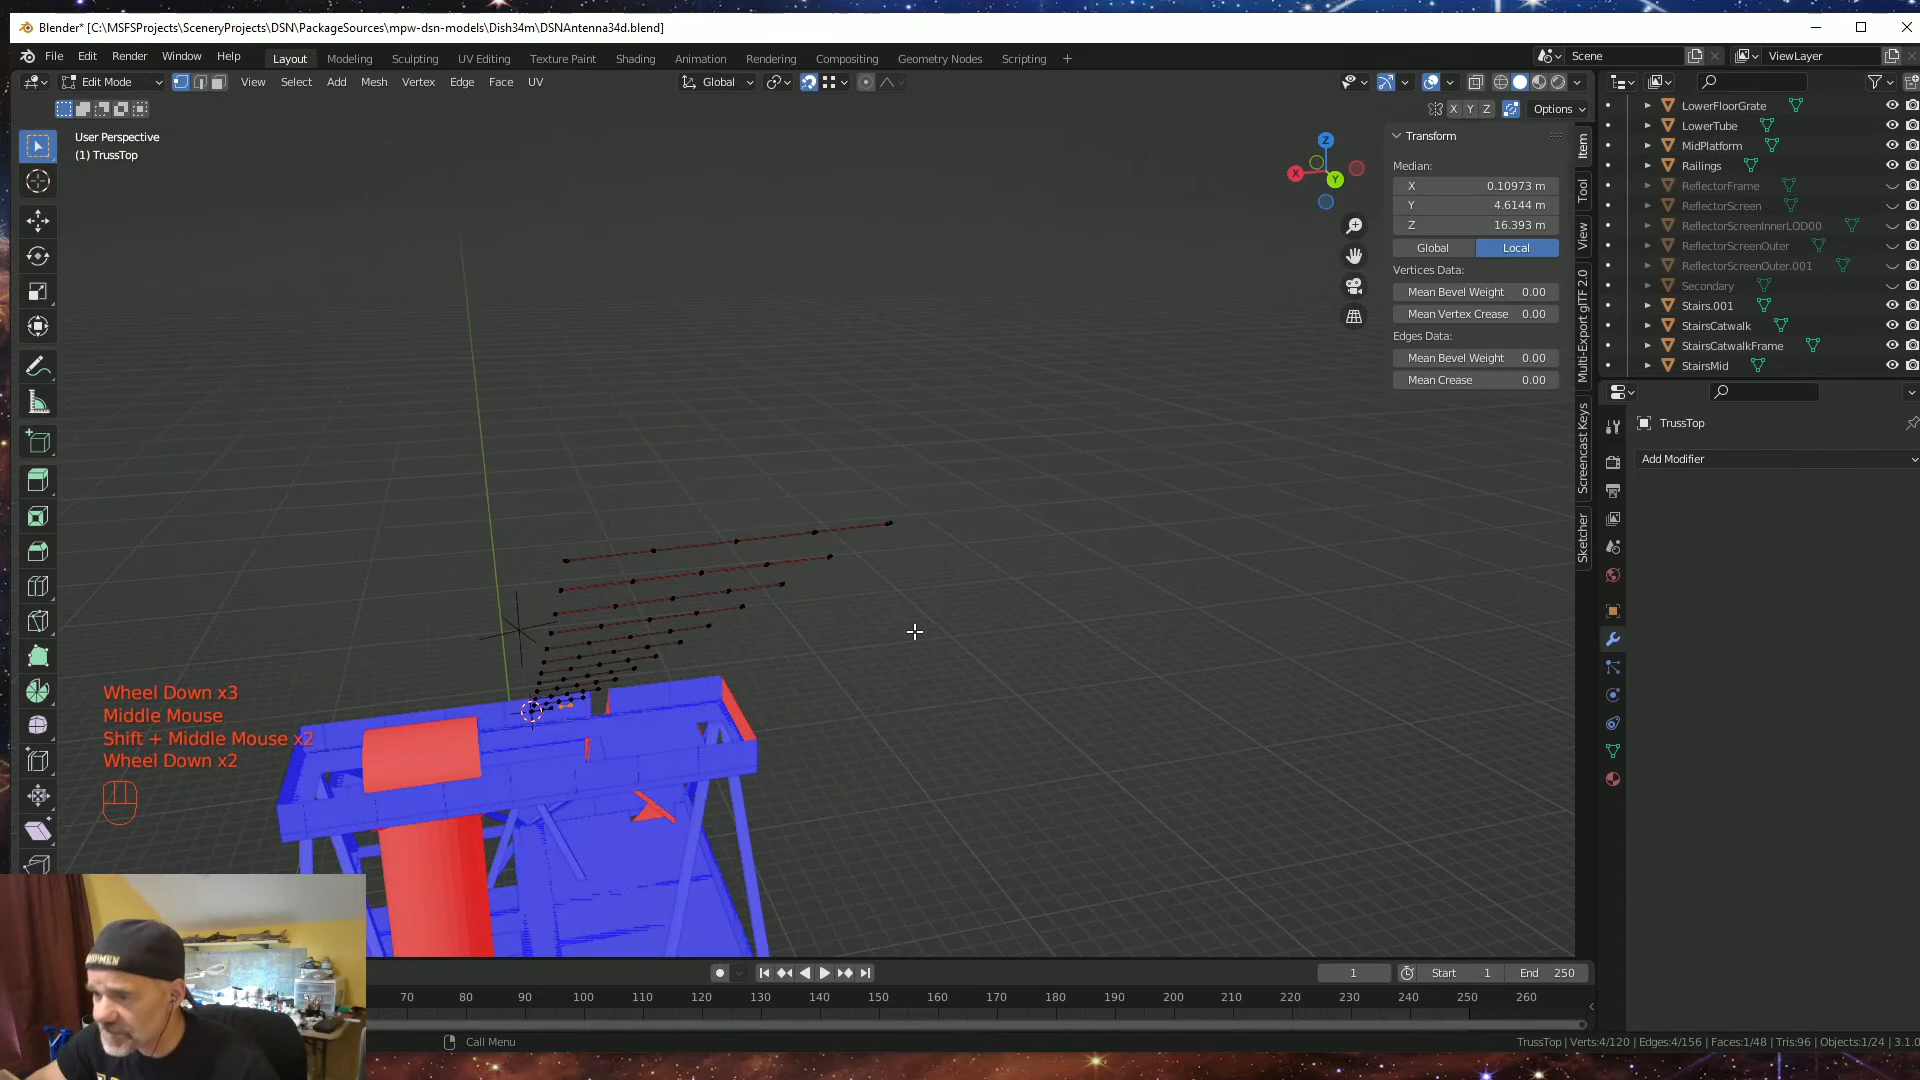 Blender* [C:\MSFSProjects\SceneryProjects\DSN\PackageSources\mpw-dsn-models\Dish34m\DSNAntenna34d.blend]
File Edit Render Window Help Layout Modeling Sculpting UV Editing Texture Paint Shading Animation Rendering Compositing Geometry Nodes Scripting + Scene ViewLayer
Edit Mode View Select Add Mesh Vertex Edge Face UV Global
X Y Z Options
User Perspective
(1) TrussTop
Z
X
Y
Transform
Median:
X 0.10973 m
Y 4.6144 m
Z 16.393 m
Global Local
Vertices Data:
Mean Bevel Weight 0.00
Mean Vertex Crease 0.00
Edges Data:
Mean Bevel Weight 0.00
Mean Crease 0.00
Item
Tool
View
Multi-Export glTF 2.0
Screencast Keys
Sketcher
LowerFloorGrate
LowerTube
MidPlatform
Railings
ReflectorFrame
ReflectorScreen
ReflectorScreenInnerLOD00
ReflectorScreenOuter
ReflectorScreenOuter.001
Secondary
Stairs.001
StairsCatwalk
StairsCatwalkFrame
StairsMid
TrussTop
Add Modifier
Wheel Down x3
Middle Mouse
Shift + Middle Mouse x2
Wheel Down x2
1 Start 1 End 250
70 80 90 100 110 120 130 140 150 160 170 180 190 200 210 220 230 240 250 260
Call Menu
TrussTop | Verts:4/120 | Edges:4/156 | Faces:1/48 | Tris:96 | Objects:1/24 | 3.1.0